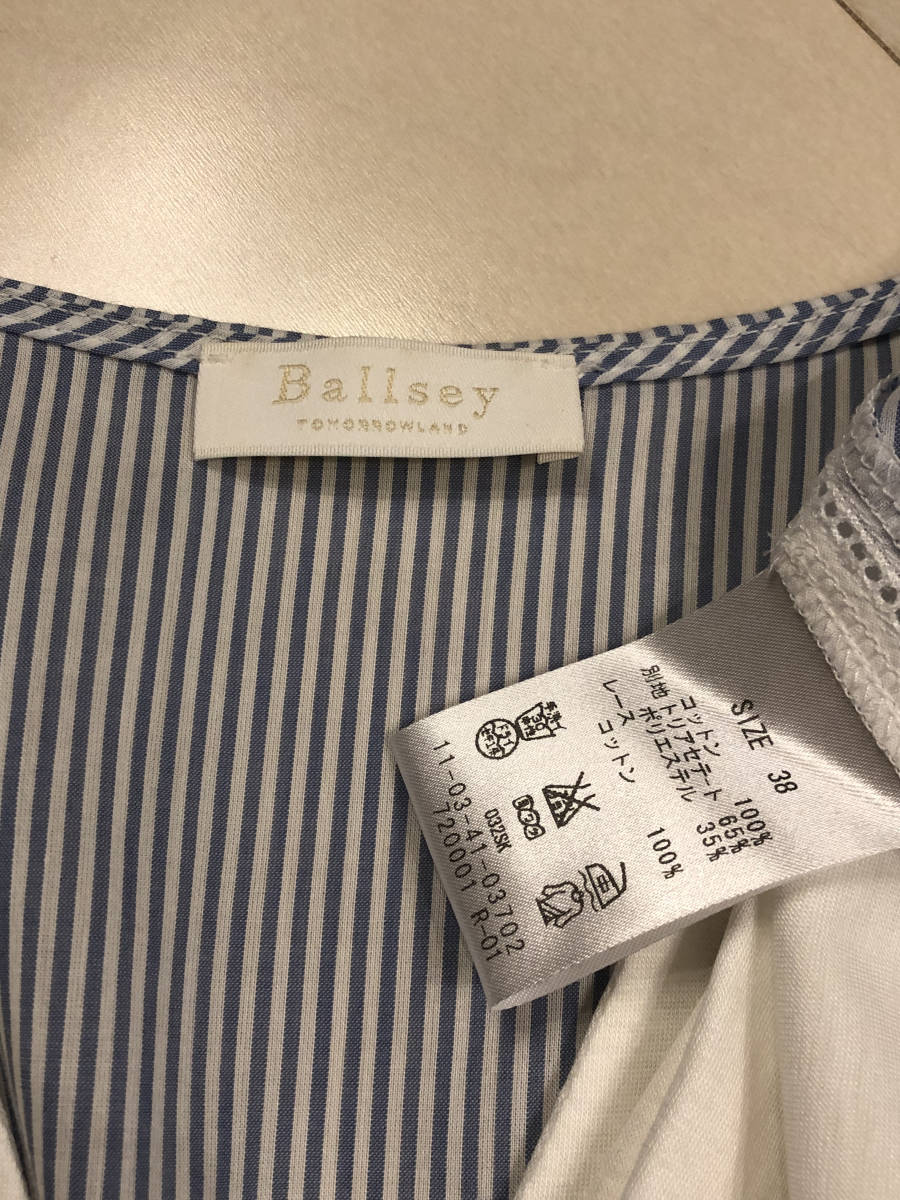 Ballsey
TOMORROWLAND
SIZE 38
コットン 100%
別地 トリアセテート 65%
ポリエステル 35%
レース コットン 100%
032SK
11-03-41-03702
720001 R-01